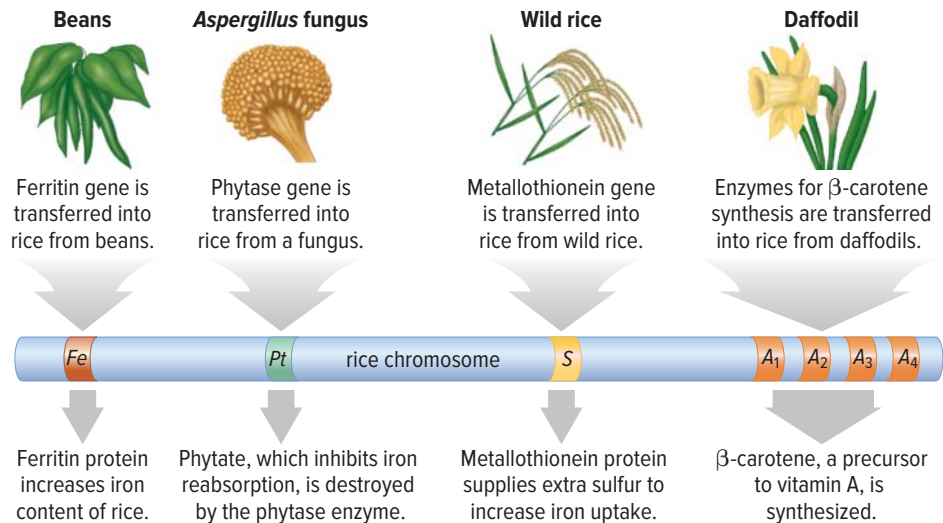 Beans
Aspergillus fungus
Wild rice
Daffodil
Ferritin gene is
transferred into
rice from beans.
Phytase gene is
transferred into
rice from a fungus.
Metallothionein gene
is transferred into
rice from wild rice.
Enzymes for β-carotene
synthesis are transferred
into rice from daffodils.
Fe
Pt
rice chromosome
S
A1
A2
A3
A4
Ferritin protein
increases iron
content of rice.
Phytate, which inhibits iron
reabsorption, is destroyed
by the phytase enzyme.
Metallothionein protein
supplies extra sulfur to
increase iron uptake.
β-carotene, a precursor
to vitamin A, is
synthesized.